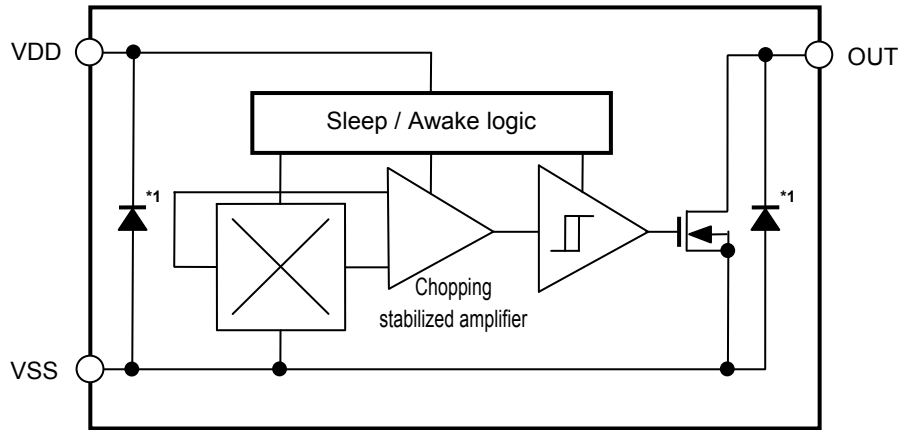 VDD
OUT
Sleep / Awake logic
*1
*1
Chopping
stabilized amplifier
VSS